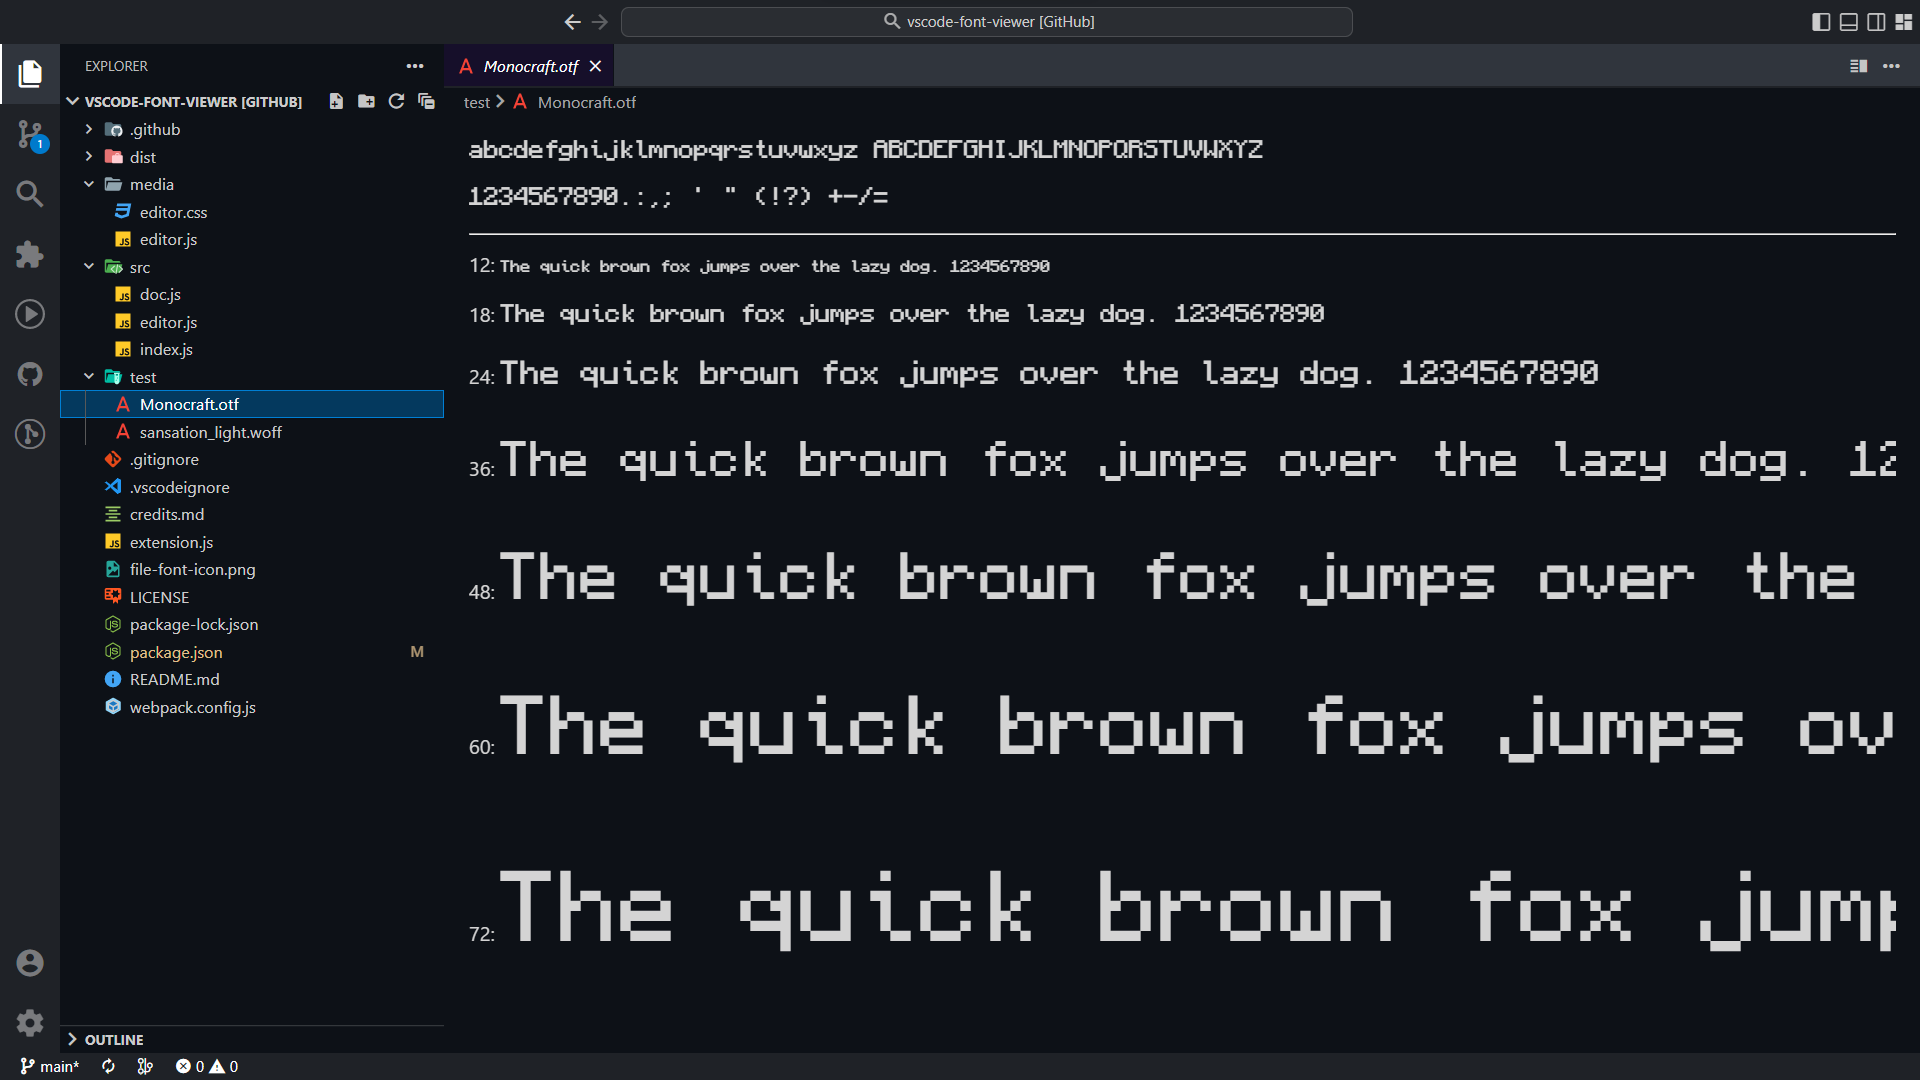 vscode-font-viewer [GitHub]
EXPLORER
VSCODE-FONT-VIEWER [GITHUB]
.github
dist
media
editor.css
editor.js
src
doc.js
editor.js
index.js
test
Monocraft.otf
sansation_light.woff
.gitignore
.vscodeignore
credits.md
extension.js
file-font-icon.png
LICENSE
package-lock.json
package.json M
README.md
webpack.config.js
OUTLINE
1
Monocraft.otf
test > Monocraft.otf
abcdefghijklmnopqrstuvwxyz ABCDEFGHIJKLMNOPQRSTUVWXYZ
1234567890.:,; ' " (!?) +-/=
12: The quick brown fox jumps over the lazy dog. 1234567890
18: The quick brown fox jumps over the lazy dog. 1234567890
24: The quick brown fox jumps over the lazy dog. 1234567890
36: The quick brown fox jumps over the lazy dog. 12
48: The quick brown fox jumps over the
60: The quick brown fox jumps ov
72: The quick brown fox jump
main* 0 0